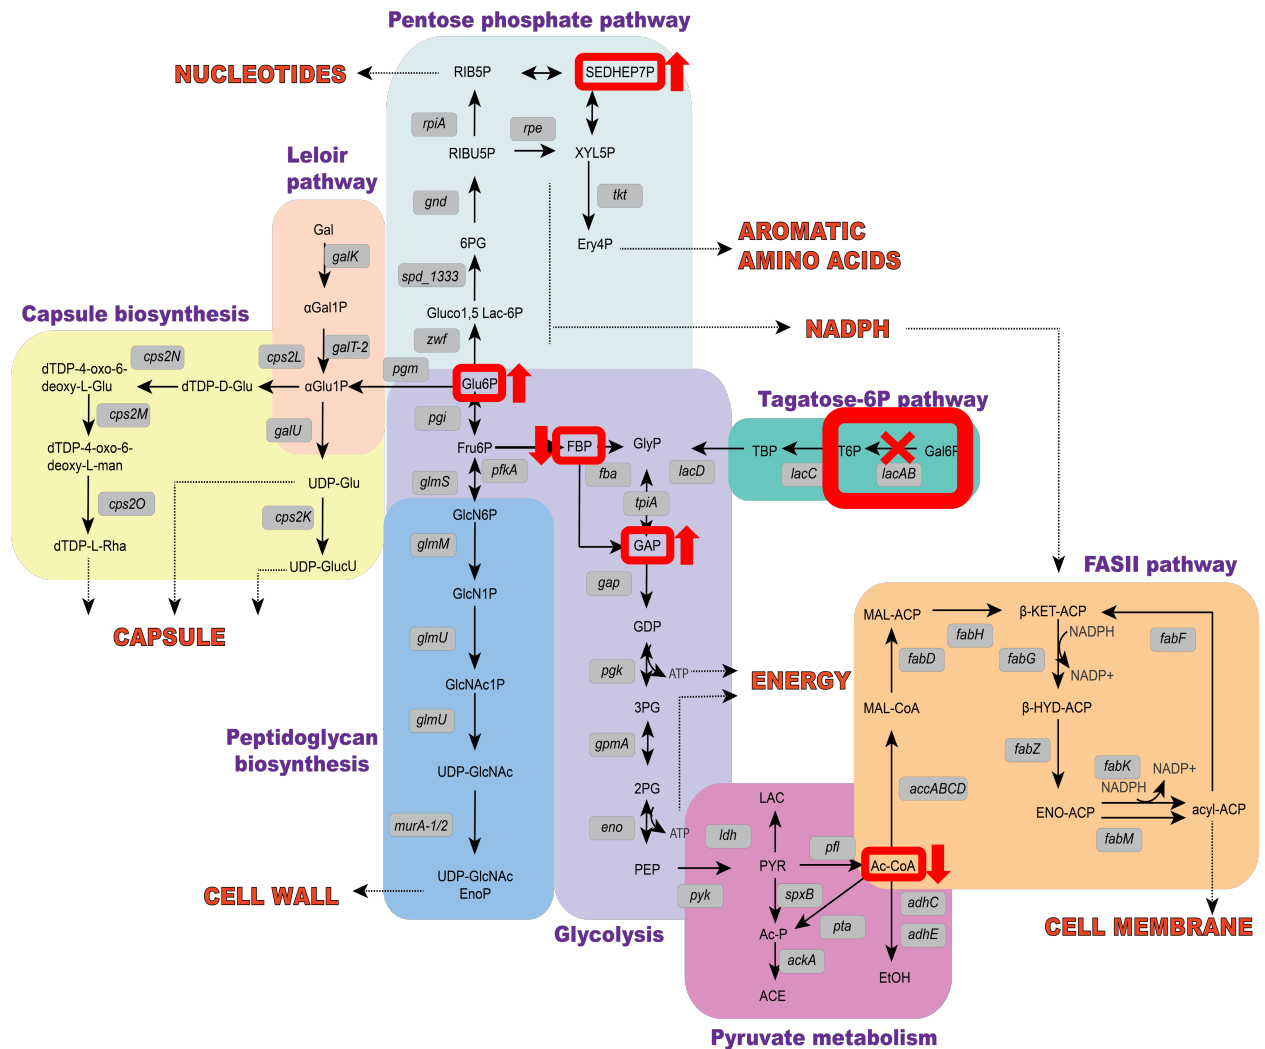 Pentose phosphate pathway
NUCLEOTIDES
RIB5P
SEDHEP7P
rpiA
rpe
RIBU5P
XYL5P
Leloir
pathway
gnd
tkt
Gal
6PG
Ery4P
AROMATIC
AMINO ACIDS
galK
spd_1333
αGal1P
Gluco1,5 Lac-6P
Capsule biosynthesis
NADPH
zwf
galT-2
cps2N
cps2L
pgm
dTDP-4-oxo-6-
deoxy-L-Glu
dTDP-D-Glu
αGlu1P
Glu6P
Tagatose-6P pathway
cps2M
galU
pgi
dTDP-4-oxo-6-
deoxy-L-man
Fru6P
FBP
GlyP
TBP
T6P
Gal6P
pfkA
fba
lacD
lacC
lacAB
glmS
UDP-Glu
cps2O
cps2K
tpiA
GlcN6P
dTDP-L-Rha
glmM
GAP
UDP-GlucU
gap
FASII pathway
GlcN1P
CAPSULE
glmU
GDP
MAL-ACP
β-KET-ACP
fabH
NADPH
fabF
fabD
fabG
pgk
ATP
NADP+
GlcNAc1P
ENERGY
glmU
3PG
MAL-CoA
β-HYD-ACP
Peptidoglycan
biosynthesis
gpmA
fabZ
UDP-GlcNAc
fabK
NADP+
2PG
LAC
accABCD
NADPH
ENO-ACP
acyl-ACP
murA-1/2
eno
ATP
ldh
fabM
pfl
PEP
PYR
Ac-CoA
UDP-GlcNAc
EnoP
CELL WALL
pyk
spxB
adhC
Glycolysis
Ac-P
pta
adhE
CELL MEMBRANE
ackA
EtOH
ACE
Pyruvate metabolism